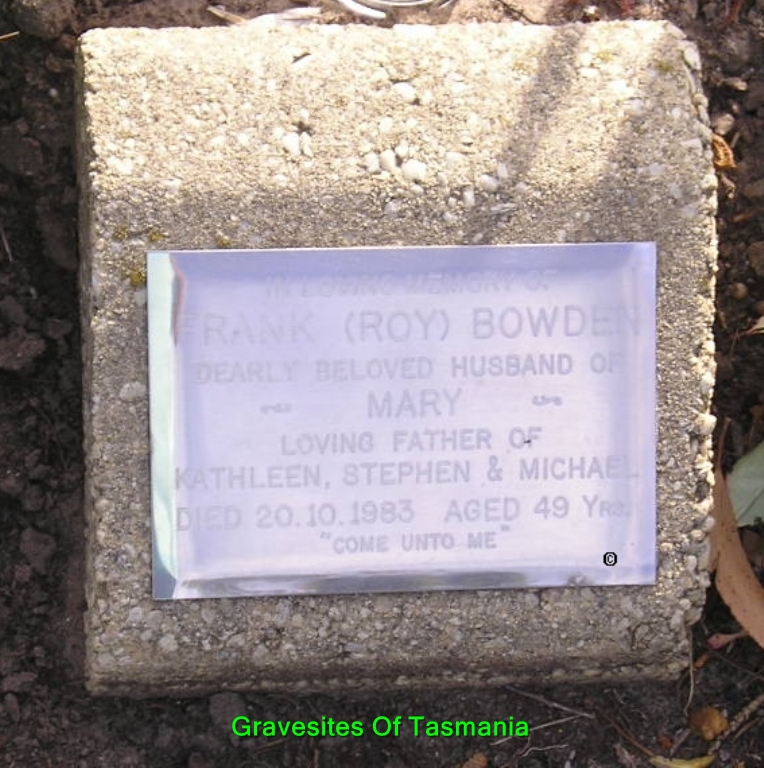 IN LOVING MEMORY OF
FRANK (ROY) BOWDEN
DEARLY BELOVED HUSBAND OF
MARY
LOVING FATHER OF
KATHLEEN, STEPHEN & MICHAEL
DIED 20.10.1983 AGED 49 YRS.
"COME UNTO ME"
©
Gravesites Of Tasmania